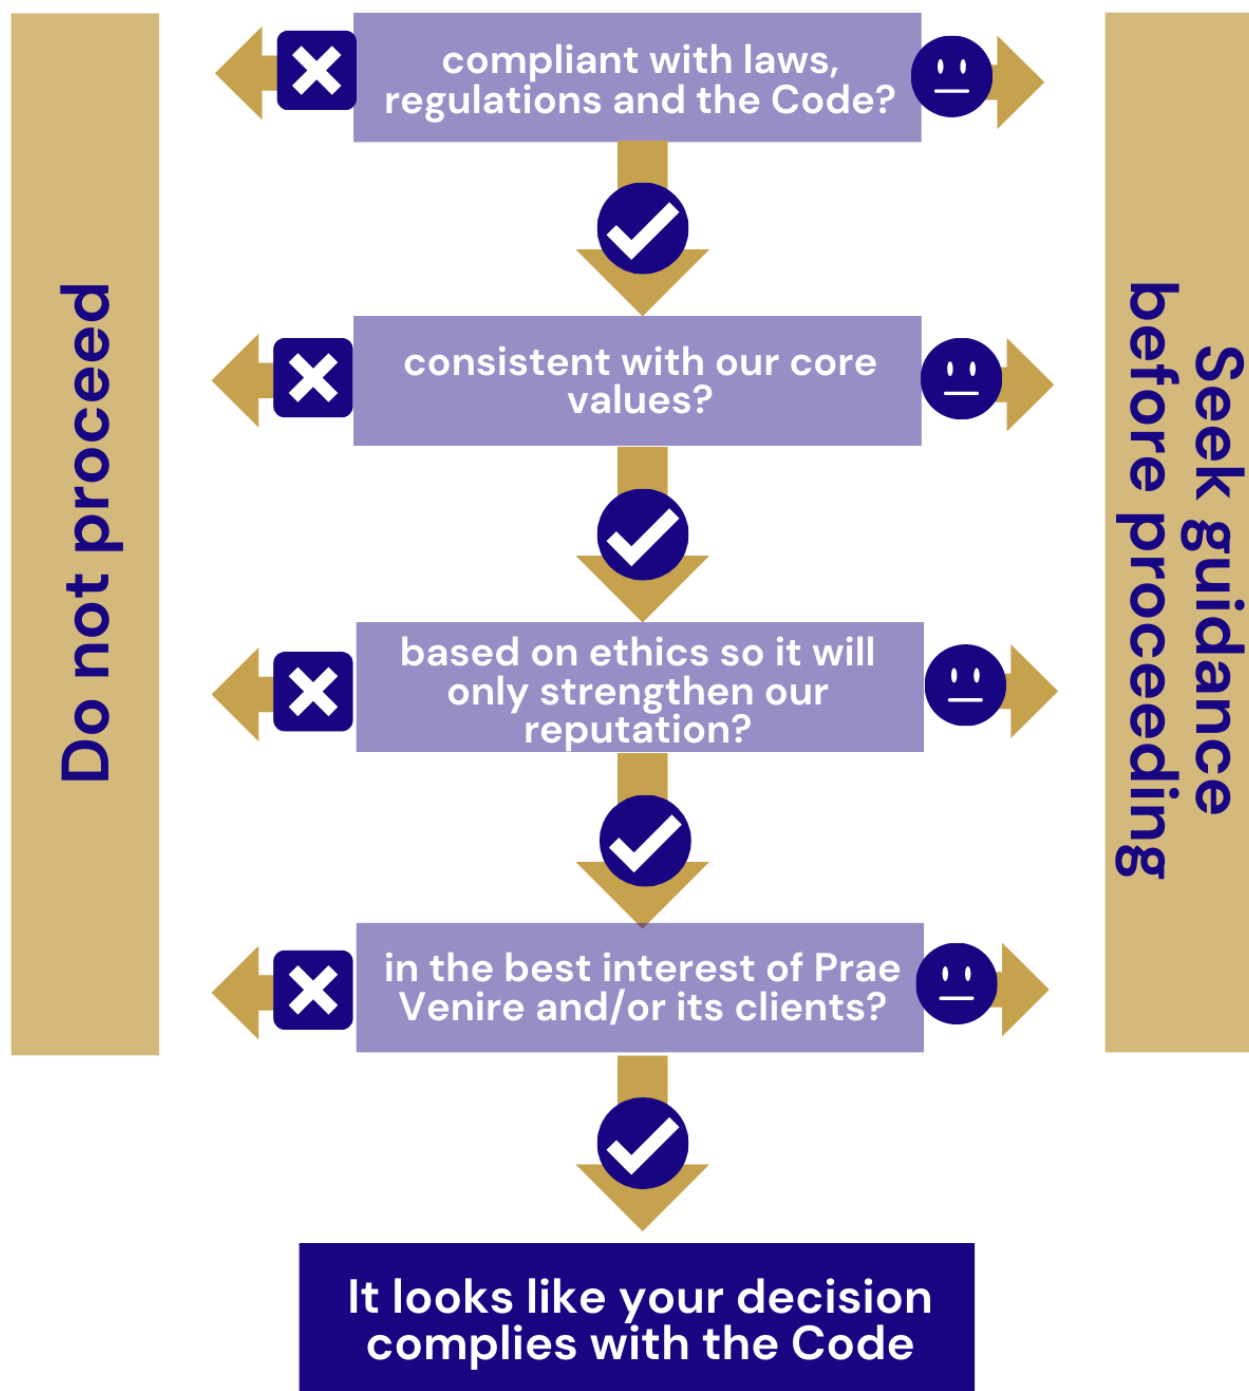 compliant with laws,
regulations and the Code?
consistent with our core
values?
based on ethics so it will
only strengthen our
reputation?
in the best interest of Prae
Venire and/or its clients?
It looks like your decision
complies with the Code
Do not proceed
Seek guidance
before proceeding